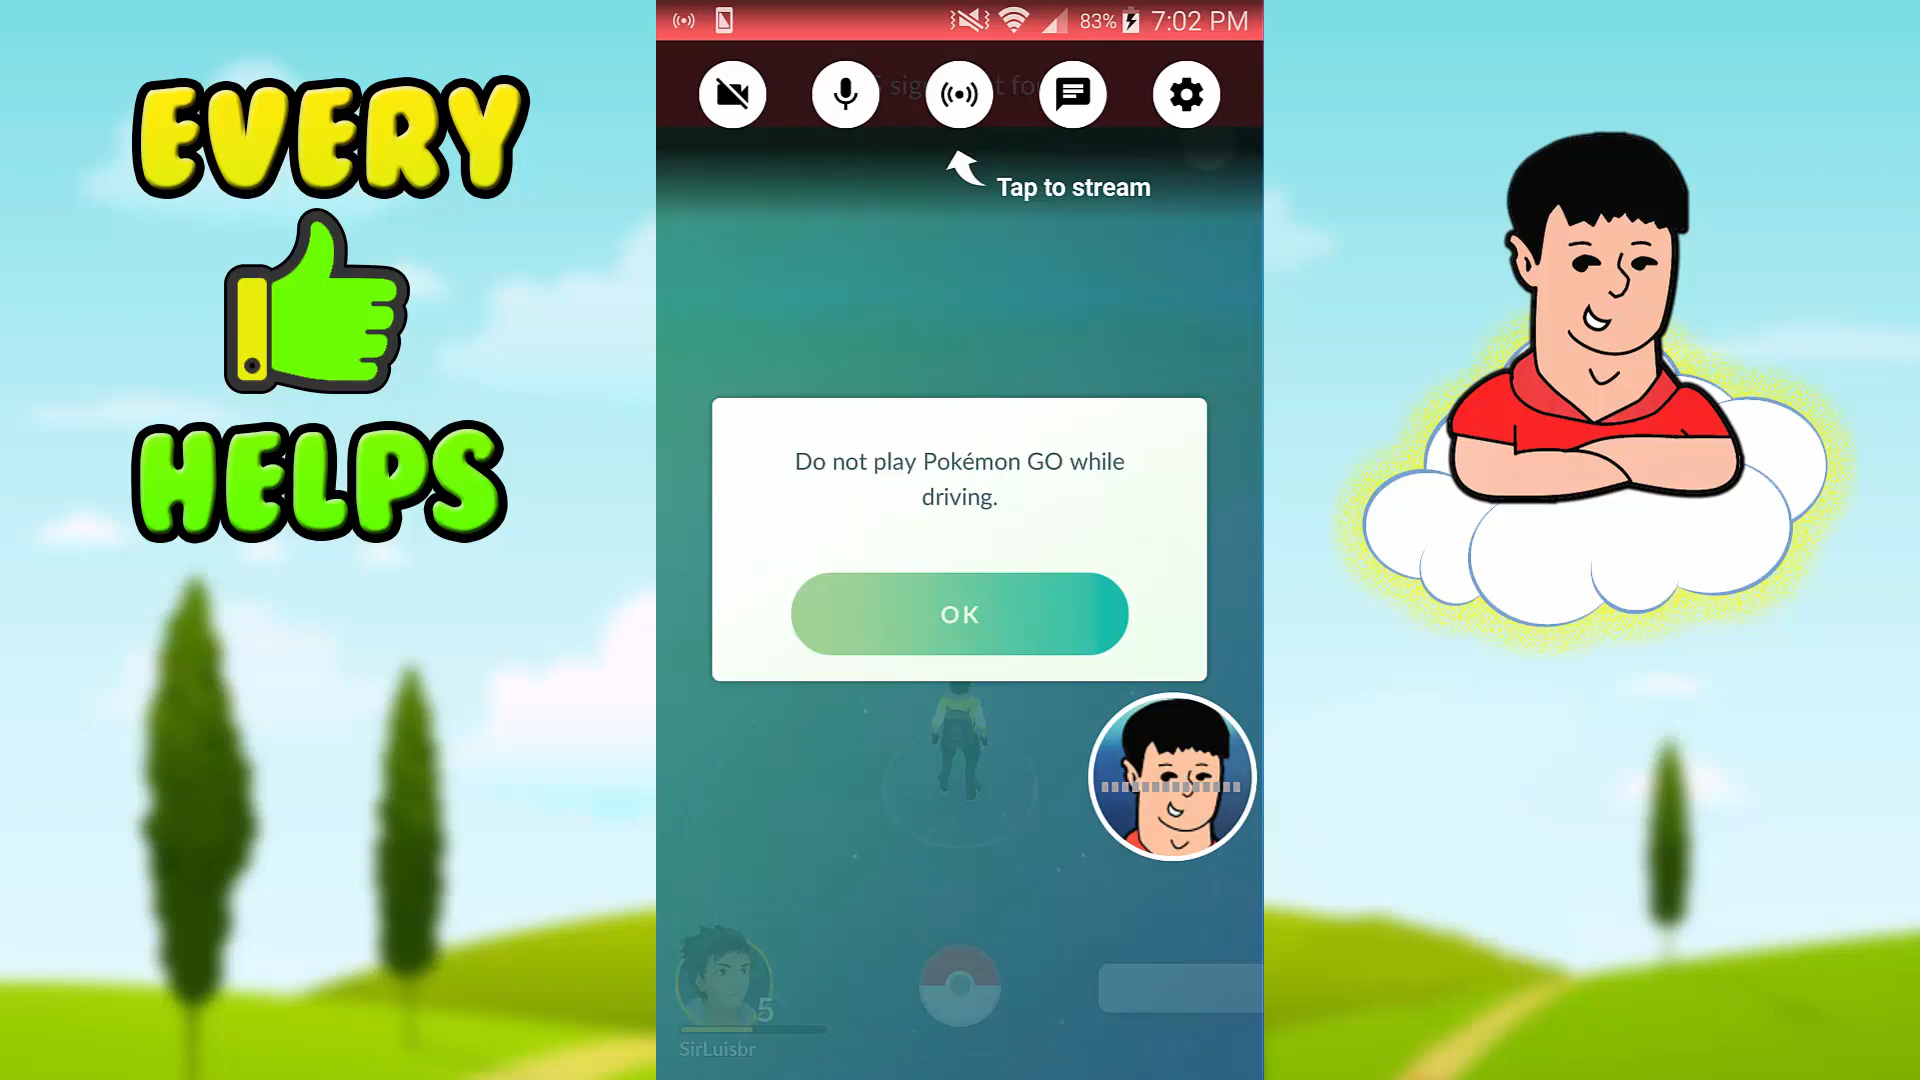 83% 7:02 PM
EVERY
HELPS
Tap to stream
Do not play Pokémon GO while
driving.
OK
5
SirLuisbr